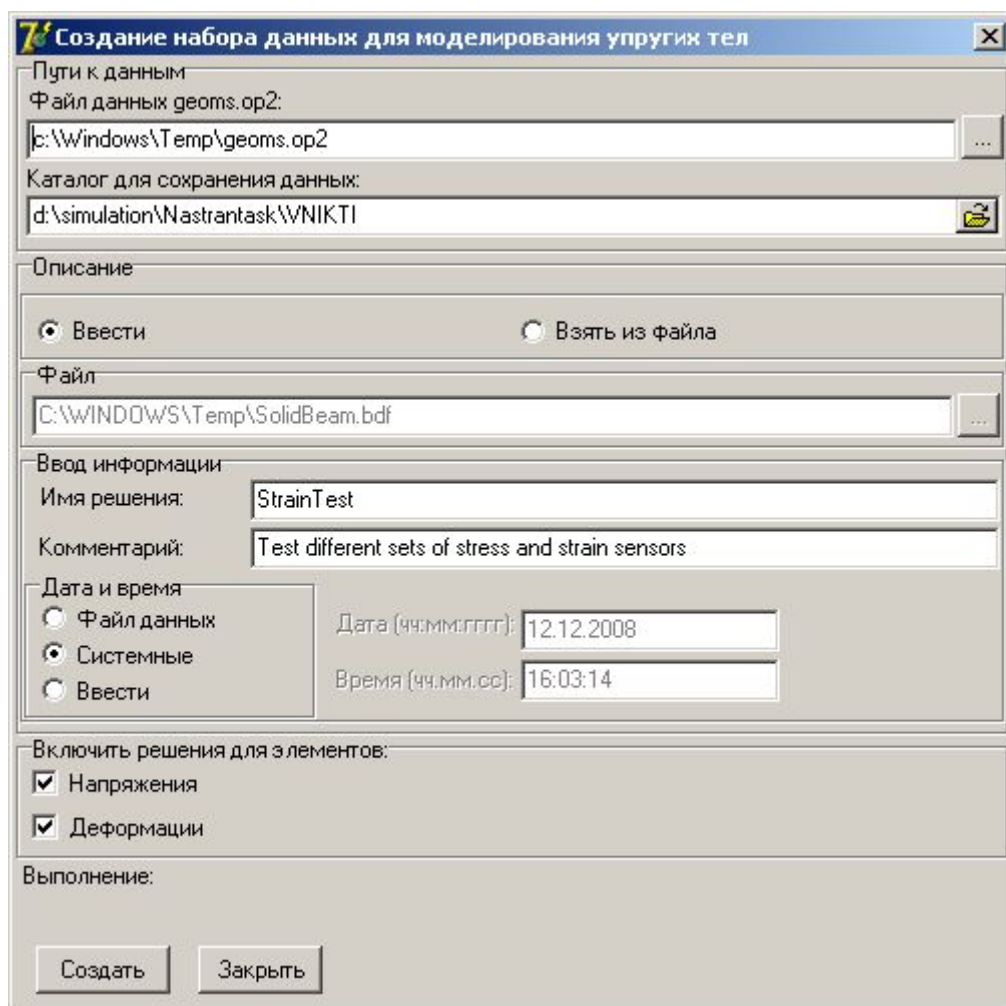 Создание набора данных для моделирования упругих тел
Пути к данным
Файл данных geoms.op2:
c:\Windows\Temp\geoms.op2
...
Каталог для сохранения данных:
d:\simulation\Nastrantask\VNIKTI
Описание
Ввести
Взять из файла
Файл
C:\WINDOWS\Temp\SolidBeam.bdf
...
Ввод информации
Имя решения: StrainTest
Комментарий: Test different sets of stress and strain sensors
Дата и время
Файл данных
Системные
Ввести
Дата (чч:мм:гггг): 12.12.2008
Время (чч.мм.сс): 16:03:14
Включить решения для элементов:
Напряжения
Деформации
Выполнение:
Создать Закрыть